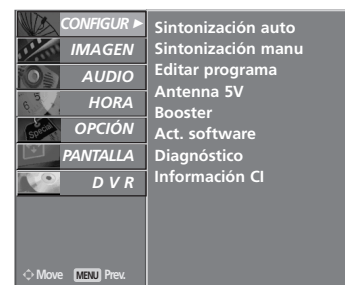 CONFIGUR ►
IMAGEN
AUDIO
HORA
OPCIÓN
PANTALLA
D V R
Sintonización auto
Sintonización manu
Editar programa
Antenna 5V
Booster
Act. software
Diagnóstico
Información CI
Move MENU Prev.